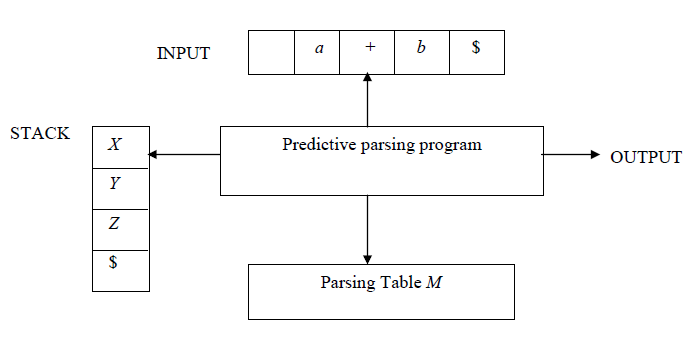 INPUT
a + b $
STACK
X
Y
Z
$
Predictive parsing program
OUTPUT
Parsing Table M